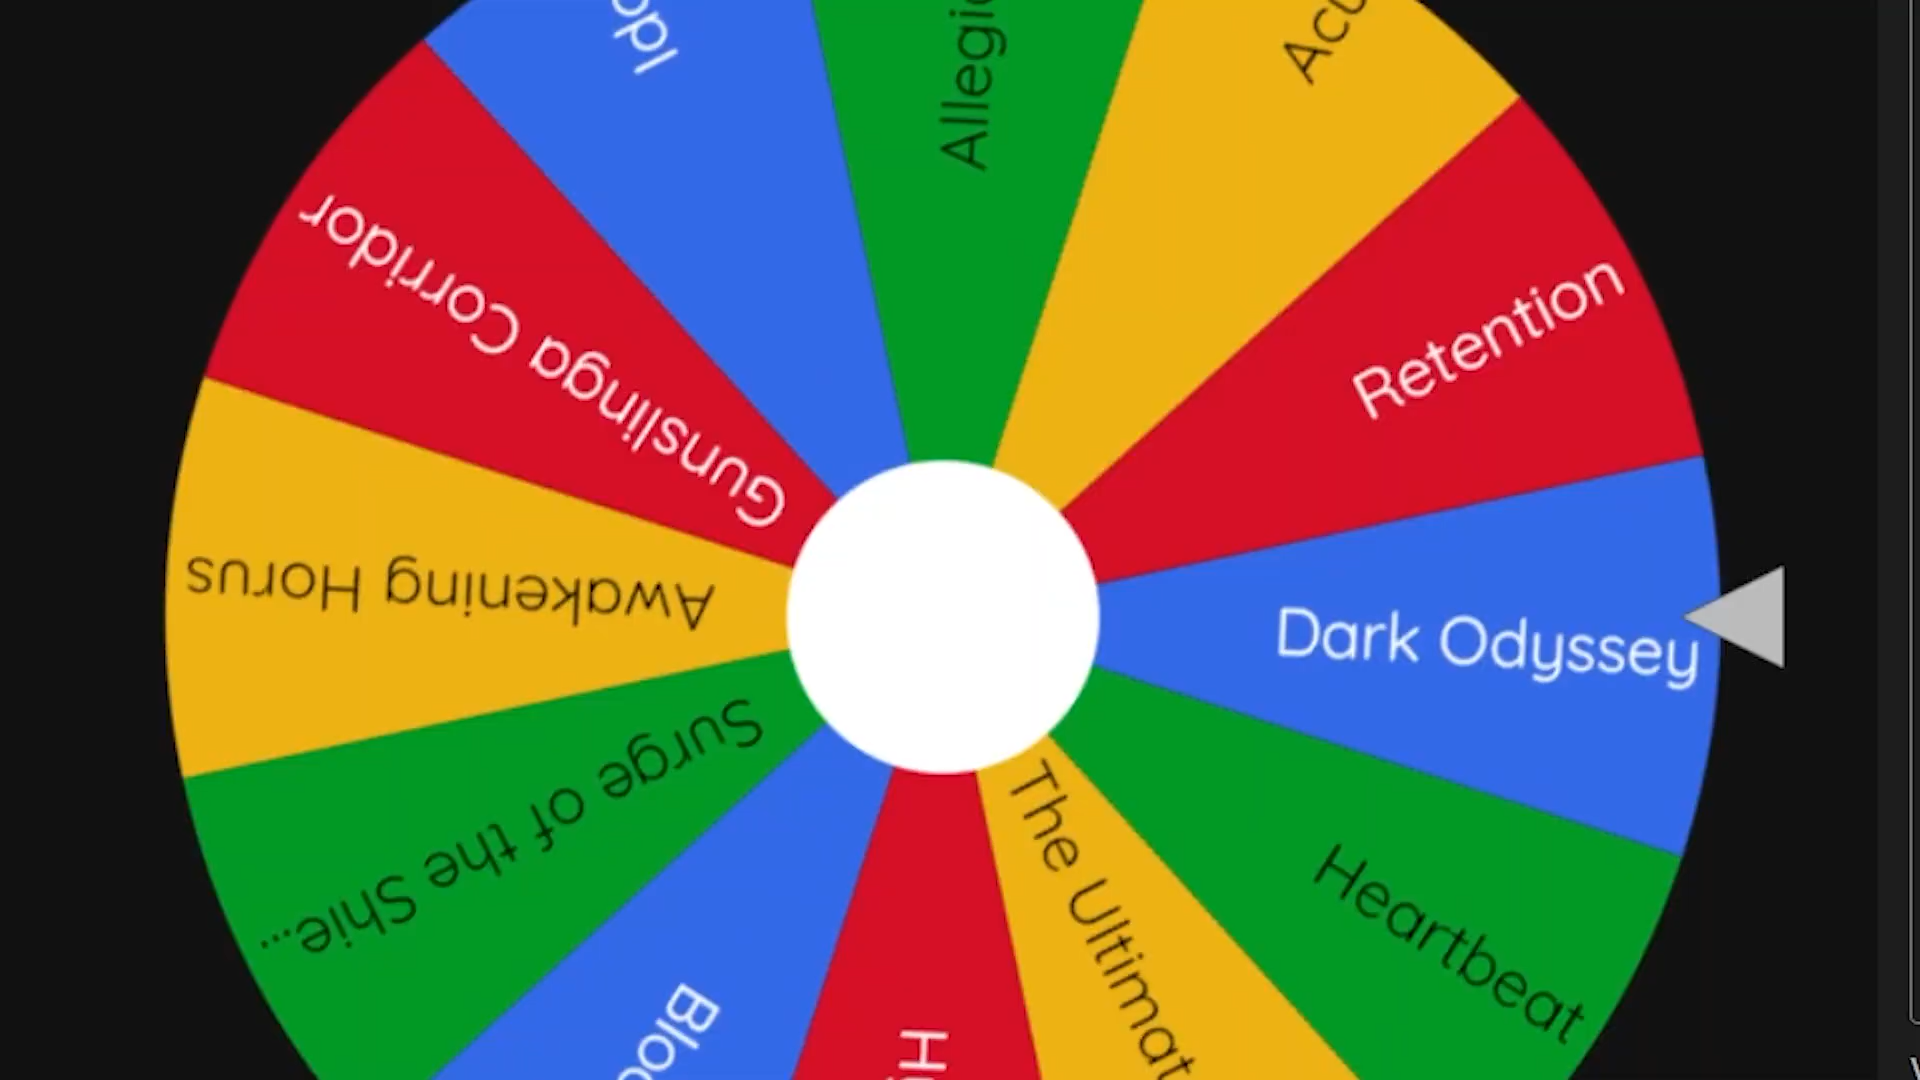 Retention
Dark Odyssey
Heartbeat
The Ultimat
Surge of the Shie...
Awakening Horus
Gunslinga Corridor
Allegi